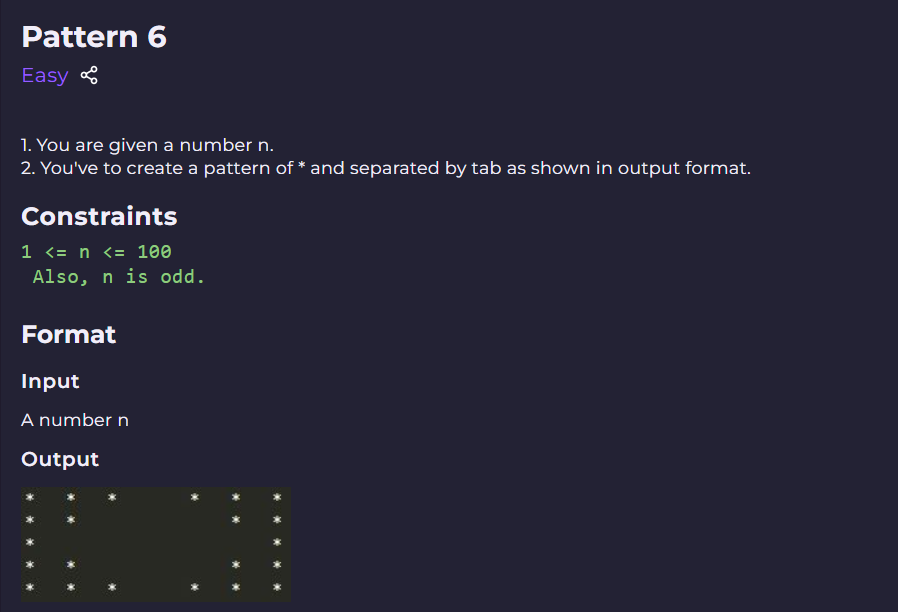 Pattern 6
Easy
1. You are given a number n.
2. You've to create a pattern of * and separated by tab as shown in output format.
Constraints
1 <= n <= 100
Also, n is odd.
Format
Input
A number n
Output
*	*	*		*	*	*
*	*				*	*
*						*
*	*				*	*
*	*	*		*	*	*